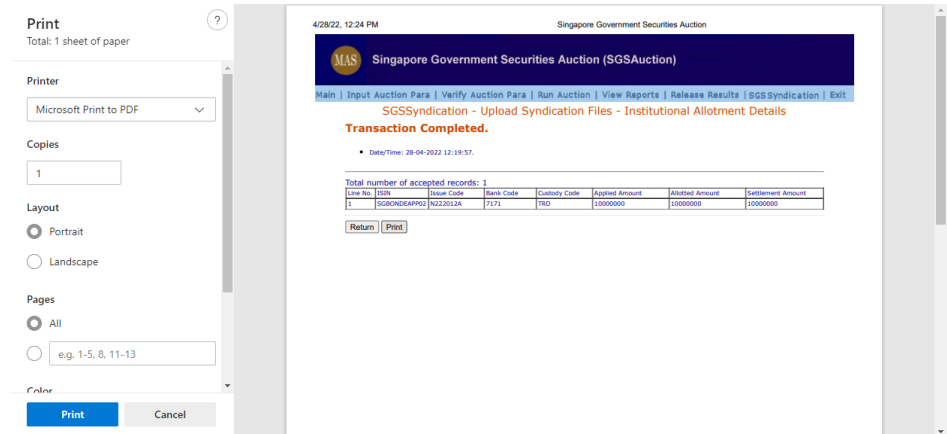 Print
?
Total: 1 sheet of paper
Printer
Microsoft Print to PDF
Copies
1
Layout
Portrait
Landscape
Pages
All
e.g. 1-5, 8, 11-13
Color
Print Cancel
4/28/22, 12:24 PM Singapore Government Securities Auction
MAS Singapore Government Securities Auction (SGSAuction)
Main | Input Auction Para | Verify Auction Para | Run Auction | View Reports | Release Results | SGSSyndication | Exit
SGSSyndication - Upload Syndication Files - Institutional Allotment Details
Transaction Completed.
• Date/Time: 28-04-2022 12:19:57.
Total number of accepted records: 1
Line No. ISIN Issue Code Bank Code Custody Code Applied Amount Allotted Amount Settlement Amount
1 SGBONDEAPP02 N222012A 7171 TRD 10000000 10000000 10000000
Return Print